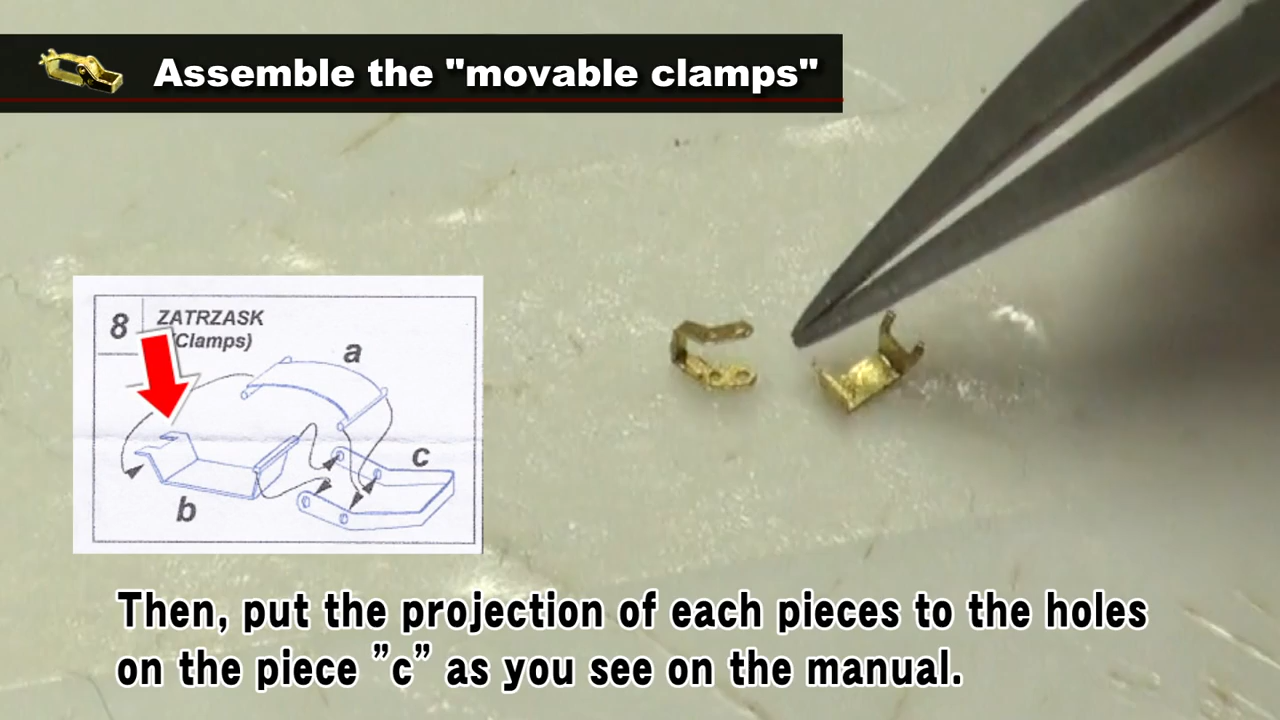 Assemble the "movable clamps"
8
ZATRZASK
(Clamps)
a
c
b
Then, put the projection of each pieces to the holes
on the piece ”c” as you see on the manual.